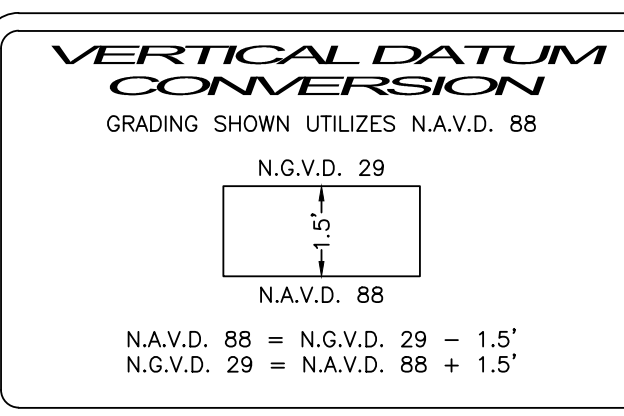 VERTICAL DATUM
CONVERSION
GRADING SHOWN UTILIZES N.A.V.D. 88
N.G.V.D. 29
1.5'
N.A.V.D. 88
N.A.V.D. 88 = N.G.V.D. 29 − 1.5'
N.G.V.D. 29 = N.A.V.D. 88 + 1.5'